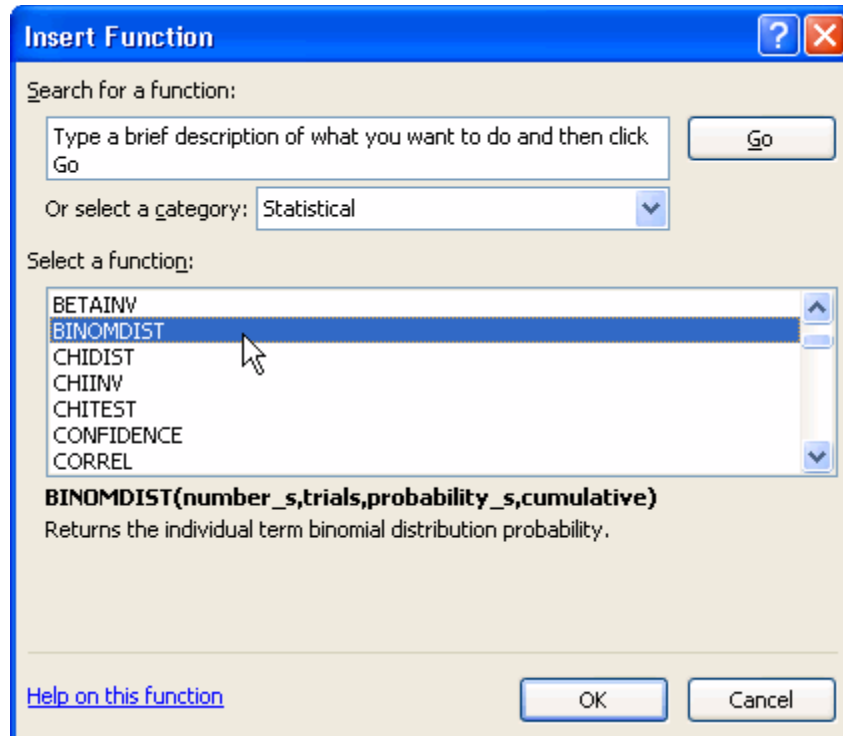 Insert Function
?
Search for a function:
Type a brief description of what you want to do and then click
Go
Go
Or select a category: Statistical
Select a function:
BETAINV
BINOMDIST
CHIDIST
CHIINV
CHITEST
CONFIDENCE
CORREL
BINOMDIST(number_s,trials,probability_s,cumulative)
Returns the individual term binomial distribution probability.
Help on this function
OK
Cancel